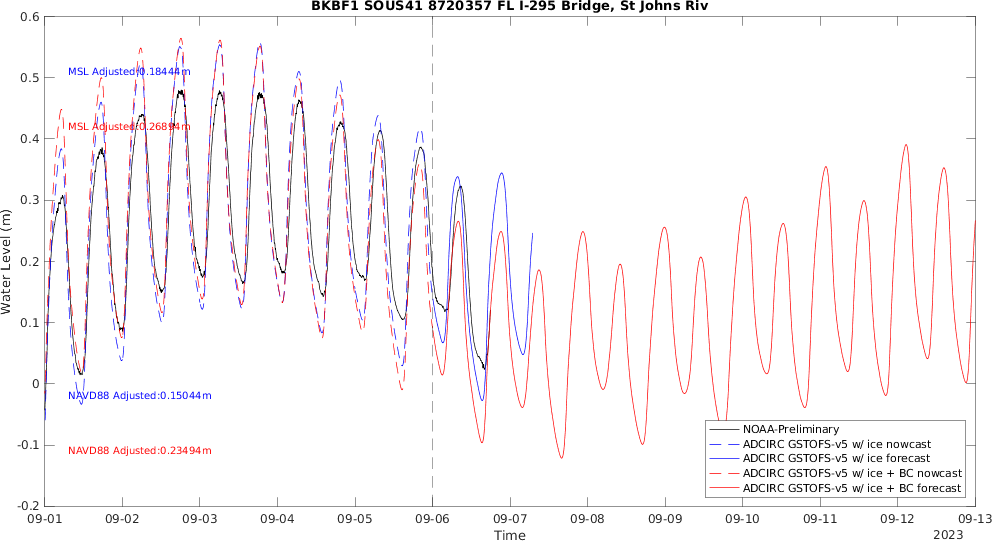 BKBF1 SOUS41 8720357 FL I-295 Bridge, St Johns Riv
0.6
0.5
0.4
0.3
0.2
0.1
0
-0.1
-0.2
Water Level (m)
MSL Adjusted:0.18444m
MSL Adjusted:0.26894m
NAVD88 Adjusted:0.15044m
NAVD88 Adjusted:0.23494m
NOAA-Preliminary
ADCIRC GSTOFS-v5 w/ ice nowcast
ADCIRC GSTOFS-v5 w/ ice forecast
ADCIRC GSTOFS-v5 w/ ice + BC nowcast
ADCIRC GSTOFS-v5 w/ ice + BC forecast
09-01 09-02 09-03 09-04 09-05 09-06 09-07 09-08 09-09 09-10 09-11 09-12 09-13
Time
2023